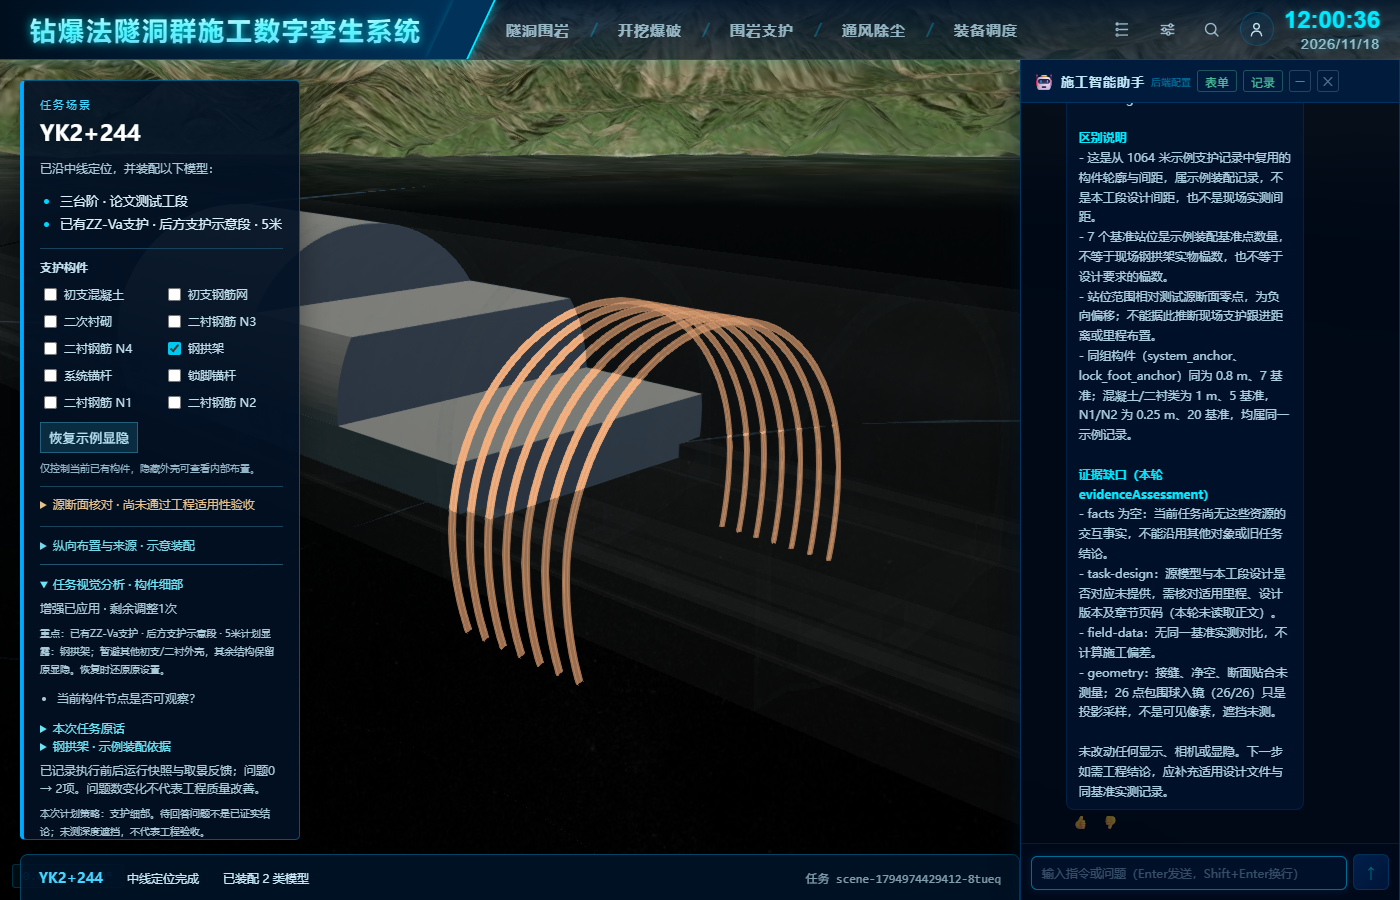 钻爆法隧洞群施工数字孪生系统
隧洞围岩 / 开挖爆破 / 围岩支护 / 通风除尘 / 装备调度
12:00:36
2026/11/18
任务场景
YK2+244
已沿中线定位，并装配以下模型：
三台阶 · 论文测试工段
已有ZZ-Va支护 · 后方支护示意段 · 5米
支护构件
初支混凝土 初支钢筋网
二次衬砌 二衬钢筋 N3
二衬钢筋 N4 钢拱架
系统锚杆 锁脚锚杆
二衬钢筋 N1 二衬钢筋 N2
恢复示例显隐
仅控制当前已有构件，隐藏外壳可查看内部布置。
源断面核对 · 尚未通过工程适用性验收
纵向布置与来源 · 示意装配
任务视觉分析 · 构件细部
增强已应用 · 剩余调整1次
重点：已有ZZ-Va支护 · 后方支护示意段 · 5米计划显
露：钢拱架；暂避其他初支/二衬外壳，其余结构保留
原显隐。恢复时还原原设置。
当前构件节点是否可观察？
本次任务原话
钢拱架 · 示例装配依据
已记录执行前后运行快照与取景反馈；问题0
→ 2项。问题数变化不代表工程质量改善。
本次计划策略：支护细部。待回答问题不是已证实结
论；未测深度遮挡，不代表工程验收。
YK2+244 中线定位完成 已装配 2 类模型
任务 scene-1794974429412-8tueq
施工智能助手 后端配置 表单 记录
区别说明
- 这是从 1064 米示例支护记录中复用的
构件轮廓与间距，属示例装配记录，不
是本工段设计间距，也不是现场实测间
距。
- 7 个基准站位是示例装配基准点数量，
不等于现场钢拱架实物榀数，也不等于
设计要求的榀数。
- 站位范围相对测试源断面零点，为负
向偏移；不能据此推断现场支护跟进距
离或里程布置。
- 同组构件（system_anchor、
lock_foot_anchor）同为 0.8 m、7 基
准；混凝土/二衬类为 1 m、5 基准，
N1/N2 为 0.25 m、20 基准，均属同一
示例记录。
证据缺口（本轮
evidenceAssessment）
- facts 为空：当前任务尚无这些资源的
交互事实，不能沿用其他对象或旧任务
结论。
- task-design：源模型与本工段设计是
否对应未提供，需核对适用里程、设计
版本及章节页码（本轮未读取正文）。
- field-data：无同一基准实测对比，不
计算施工偏差。
- geometry：接缝、净空、断面贴合未
测量；26 点包围球入镜（26/26）只是
投影采样，不是可见像素，遮挡未测。
未改动任何显示、相机或显隐。下一步
如需工程结论，应补充适用设计文件与
同基准实测记录。
输入指令或问题（Enter发送，Shift+Enter换行）